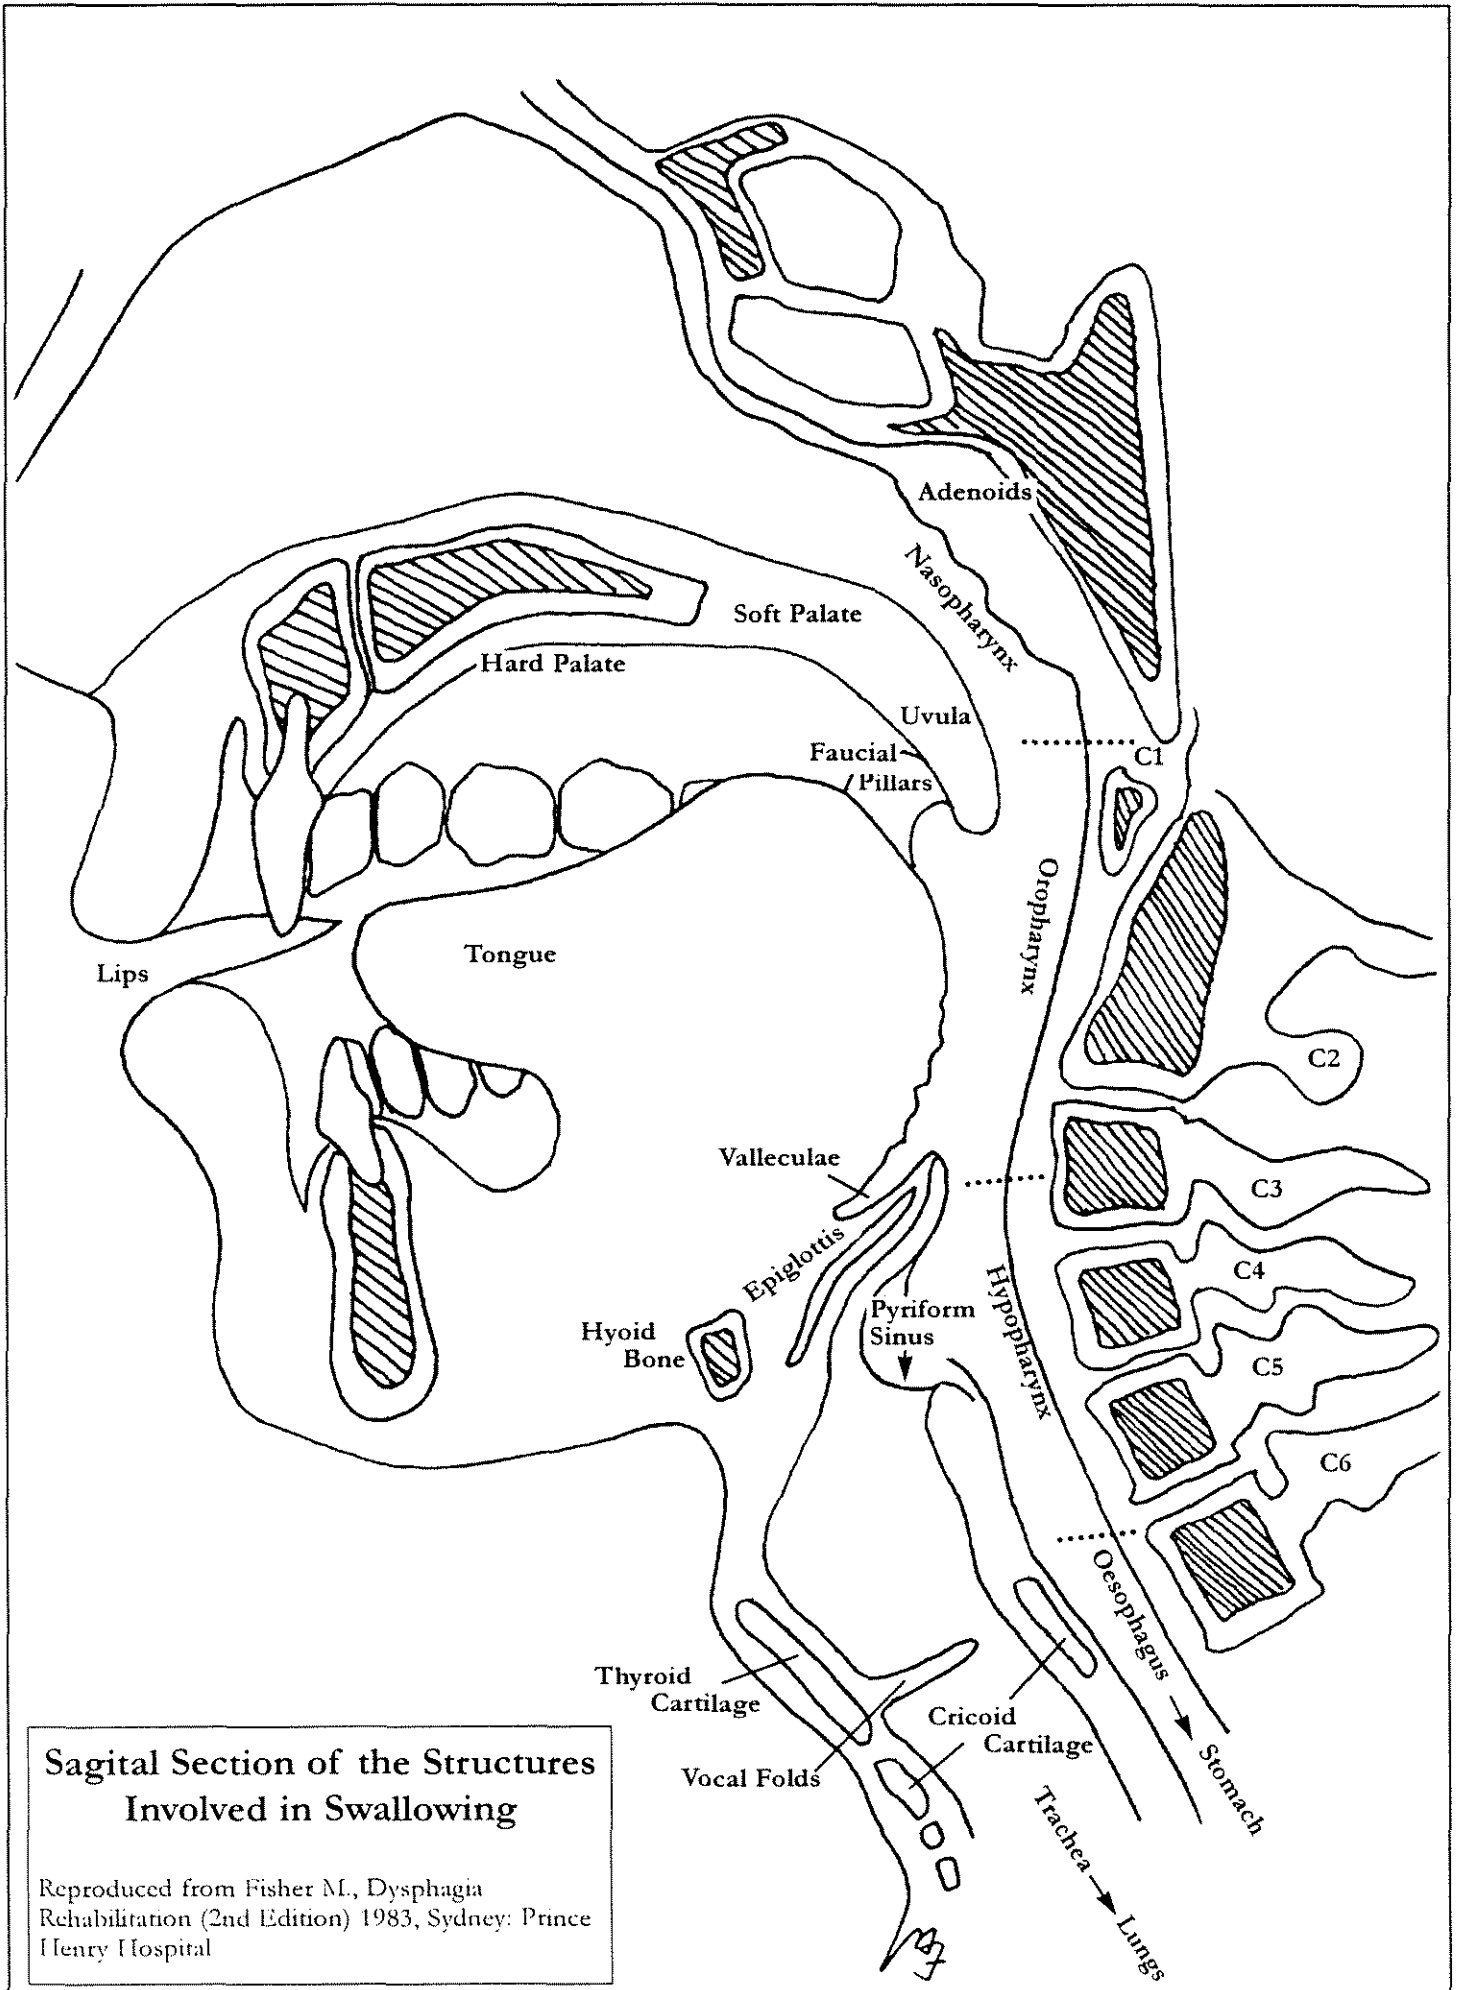 Adenoids
Nasopharynx
Soft Palate
Hard Palate
Uvula
Faucial
Pillars
C1
Oropharynx
Lips
Tongue
C2
Valleculae
C3
Epiglottis
C4
Hypopharynx
Pyriform
Sinus
Hyoid
Bone
C5
C6
Oesophagus
Stomach
Thyroid
Cartilage
Cricoid
Cartilage
Vocal Folds
Trachea
Lungs
Sagital Section of the Structures
Involved in Swallowing
Reproduced from Fisher M., Dysphagia
Rehabilitation (2nd Edition) 1983, Sydney: Prince
Henry Hospital